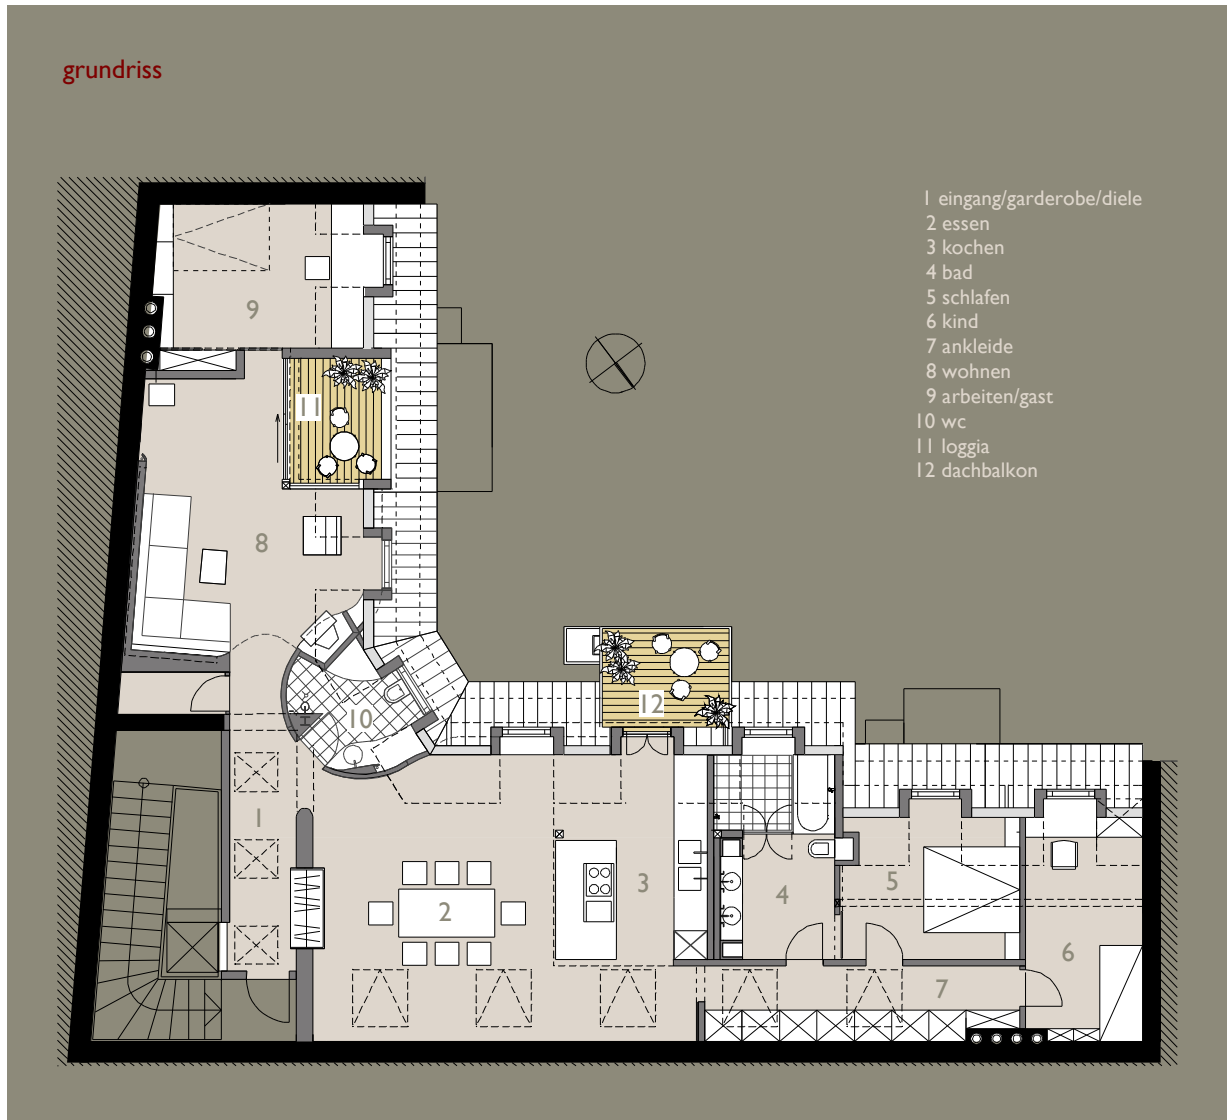 grundriss
1 eingang/garderobe/diele
2 essen
3 kochen
4 bad
5 schlafen
6 kind
7 ankleide
8 wohnen
9 arbeiten/gast
10 wc
11 loggia
12 dachbalkon
9
11
8
12
10
1
2
3
4
5
6
7